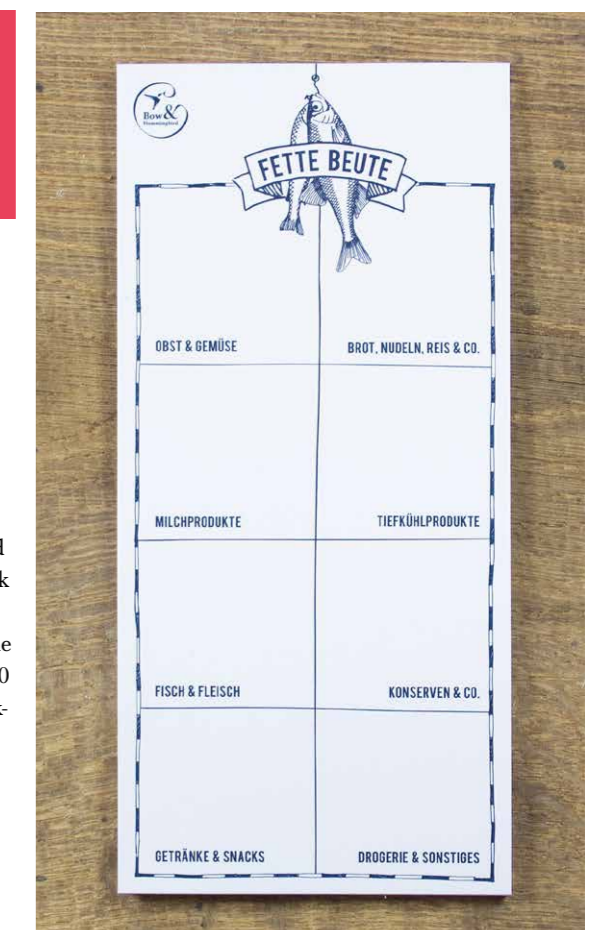 Bow &
Hummingbird
FETTE BEUTE
OBST & GEMÜSE
BROT, NUDELN, REIS & CO.
MILCHPRODUKTE
TIEFKÜHLPRODUKTE
FISCH & FLEISCH
KONSERVEN & CO.
GETRÄNKE & SNACKS
DROGERIE & SONSTIGES